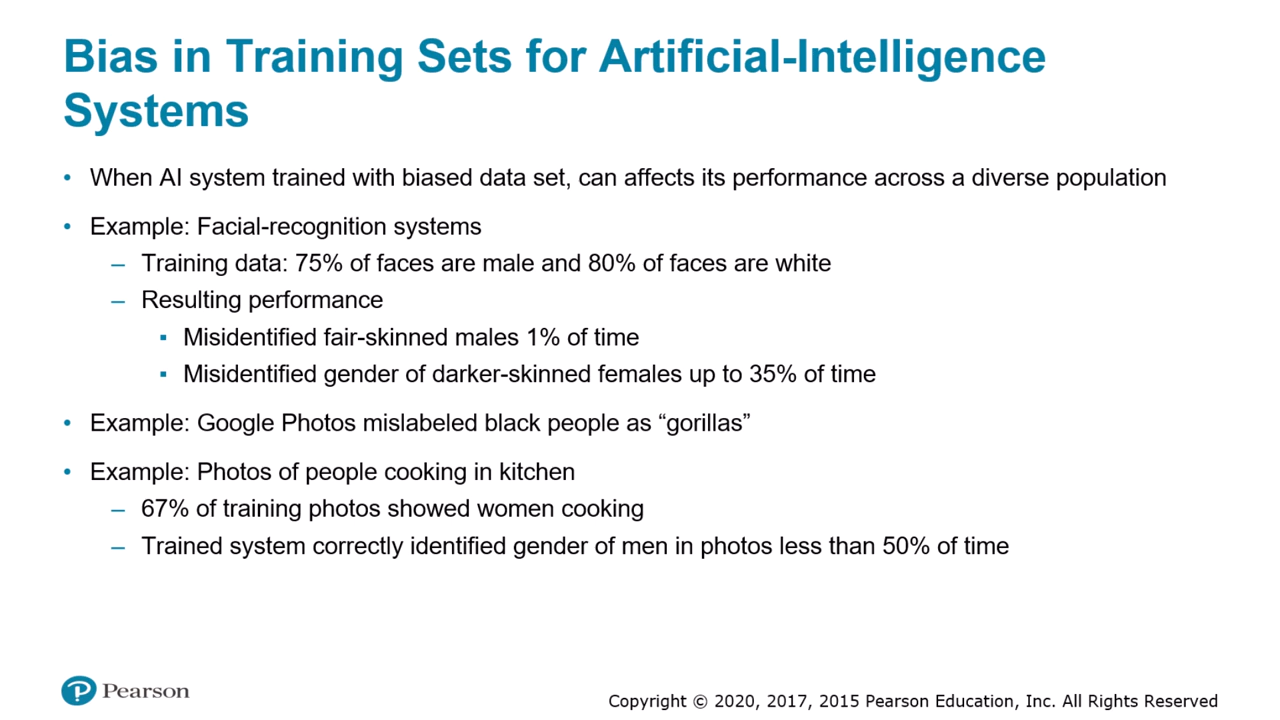 Bias in Training Sets for Artificial-Intelligence
Systems
• When AI system trained with biased data set, can affects its performance across a diverse population
• Example: Facial-recognition systems
– Training data: 75% of faces are male and 80% of faces are white
– Resulting performance
▪ Misidentified fair-skinned males 1% of time
▪ Misidentified gender of darker-skinned females up to 35% of time
• Example: Google Photos mislabeled black people as “gorillas”
• Example: Photos of people cooking in kitchen
– 67% of training photos showed women cooking
– Trained system correctly identified gender of men in photos less than 50% of time
Pearson
Copyright © 2020, 2017, 2015 Pearson Education, Inc. All Rights Reserved